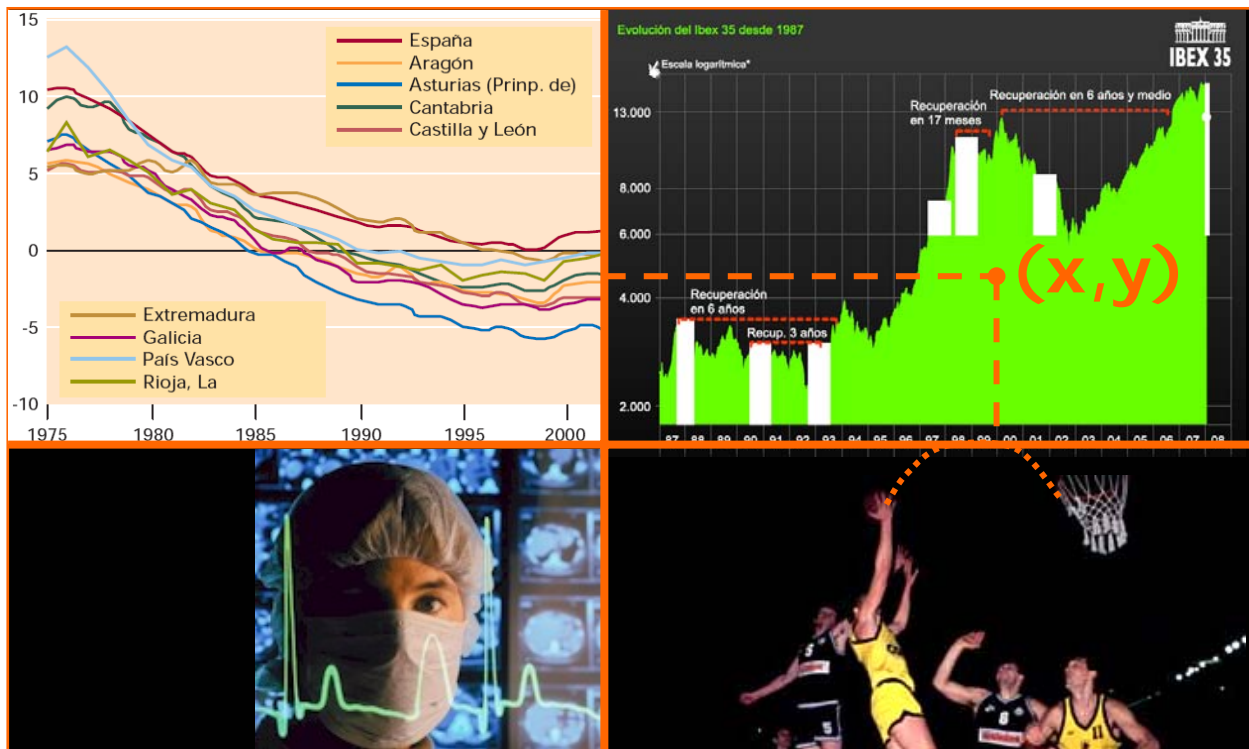 15
10
5
0
-5
-10
España
Aragón
Asturias (Prinp. de)
Cantabria
Castilla y León
Extremadura
Galicia
País Vasco
Rioja, La
1975 1980 1985 1990 1995 2000
Evolución del Ibex 35 desde 1987
IBEX 35
Escala logarítmica*
13.000
8.000
6.000
4.000
2.000
Recuperación
en 17 meses
Recuperación en 6 años y medio
(x,y)
Recuperación
en 6 años
Recup. 3 años
87 88 89 90 91 92 93 94 95 96 97 98 99 00 01 02 03 04 05 06 07 08
5
5
8
11